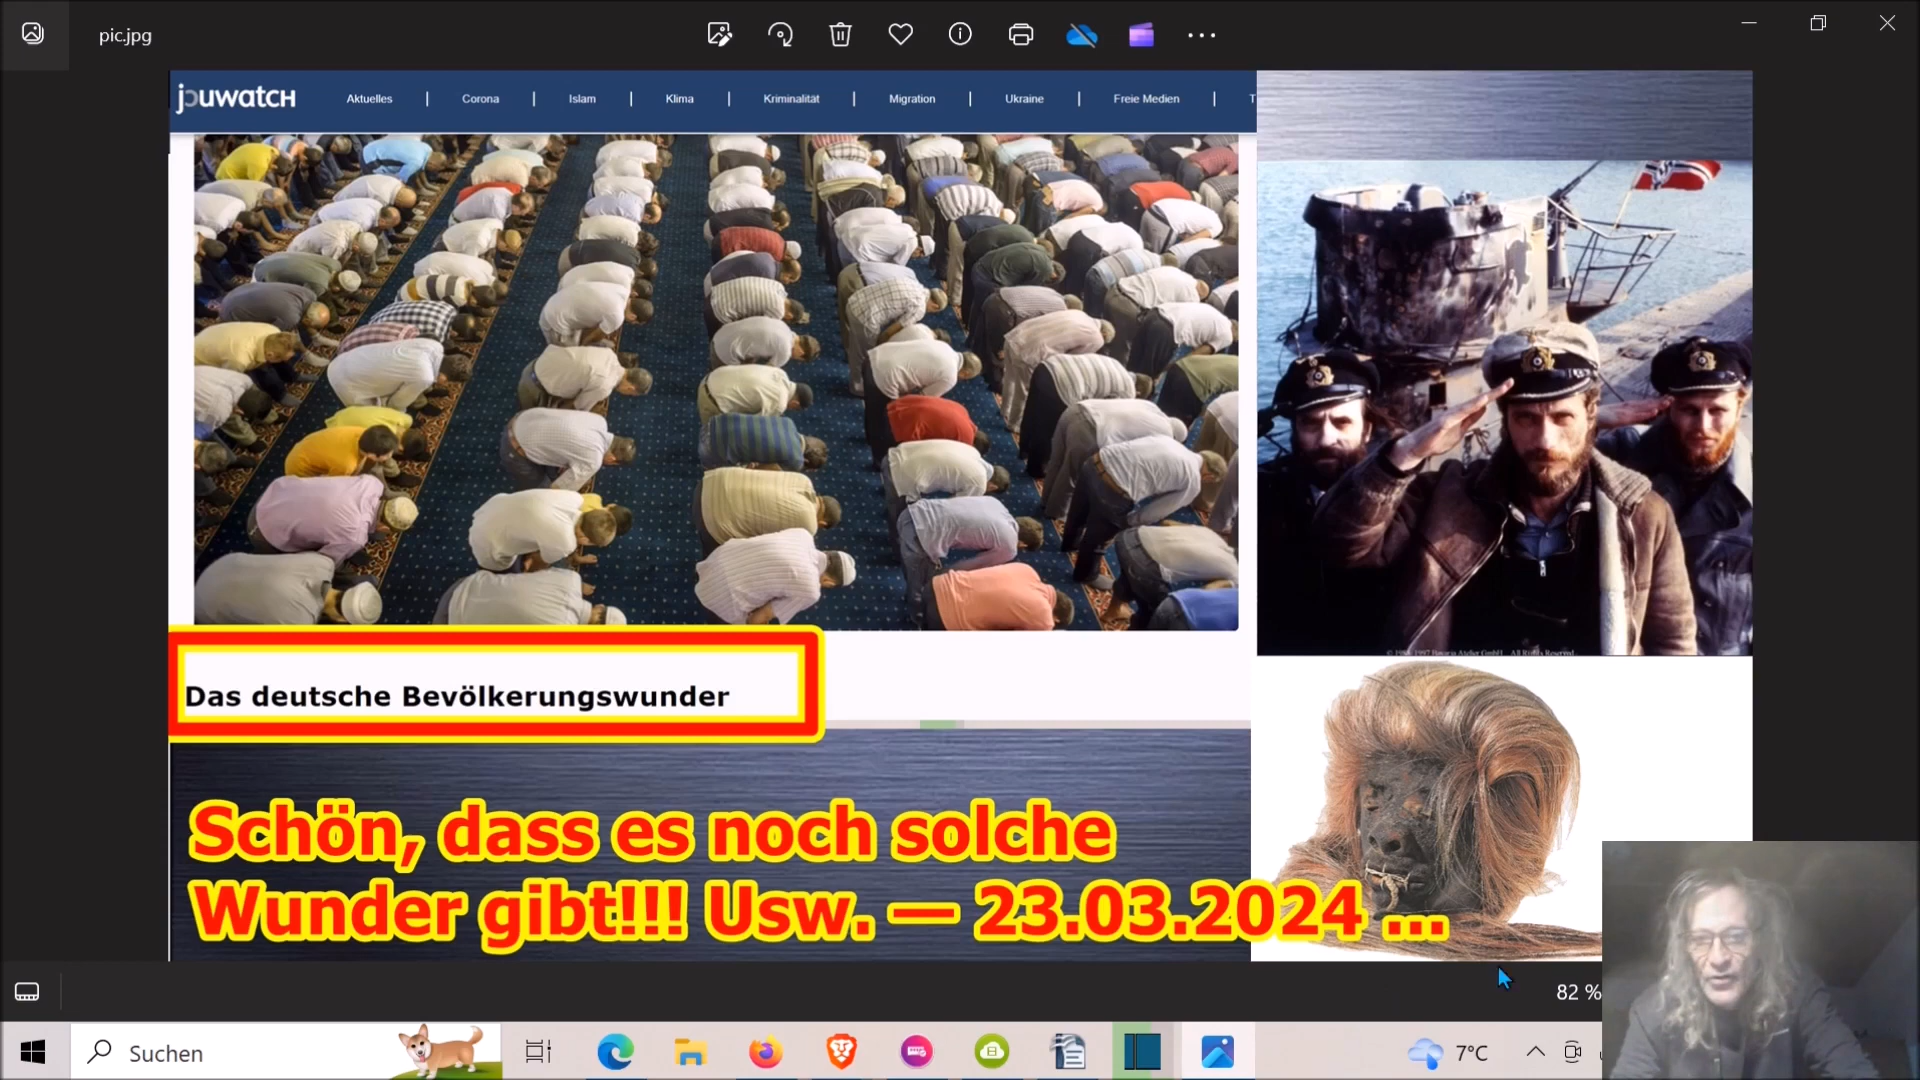 pic.jpg
jouwatch
Aktuelles | Corona | Islam | Klima | Kriminalität | Migration | Ukraine | Freie Medien | T
Das deutsche Bevölkerungswunder
Schön, dass es noch solche
Wunder gibt!!! Usw. — 23.03.2024 ...
82 %
Suchen
7°C